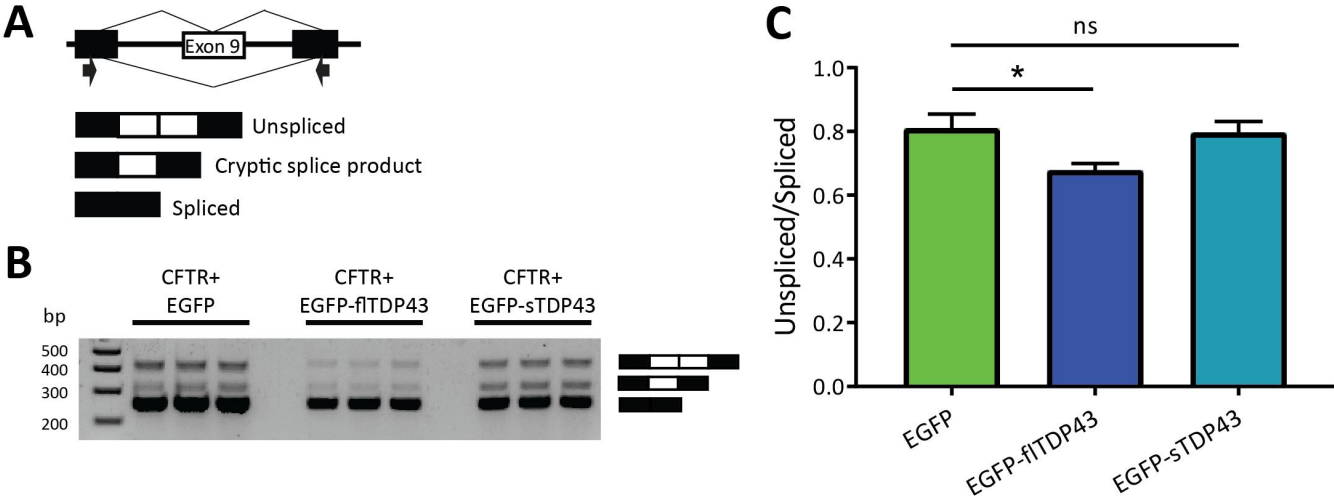 A
Exon 9
Unspliced
Cryptic splice product
Spliced
B
CFTR+
EGFP
CFTR+
EGFP-flTDP43
CFTR+
EGFP-sTDP43
bp
500
400
300
200
C
ns
*
1.0
0.8
0.6
0.4
0.2
0.0
Unspliced/Spliced
EGFP
EGFP-flTDP43
EGFP-sTDP43